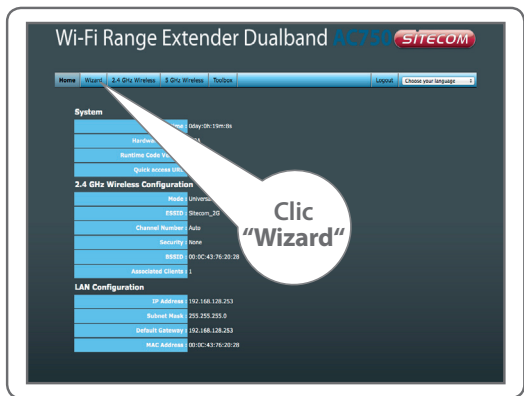 Wi-Fi Range Extender Dualband AC750 SITECOM
Home Wizard 2.4 GHz Wireless 5 GHz Wireless Toolbox Logout Choose your language
System
0day:0h:19m:8s
Hardware
Runtime Code
Quick access URL
2.4 GHz Wireless Configuration
Mode :
ESSID : Sitecom_2G
Channel Number : Auto
Security : None
BSSID : 00:0C:43:76:20:28
Associated Clients : 1
Clic
"Wizard"
LAN Configuration
IP Address : 192.168.128.253
Subnet Mask : 255.255.255.0
Default Gateway : 192.168.128.253
MAC Address : 00:0C:43:76:20:28